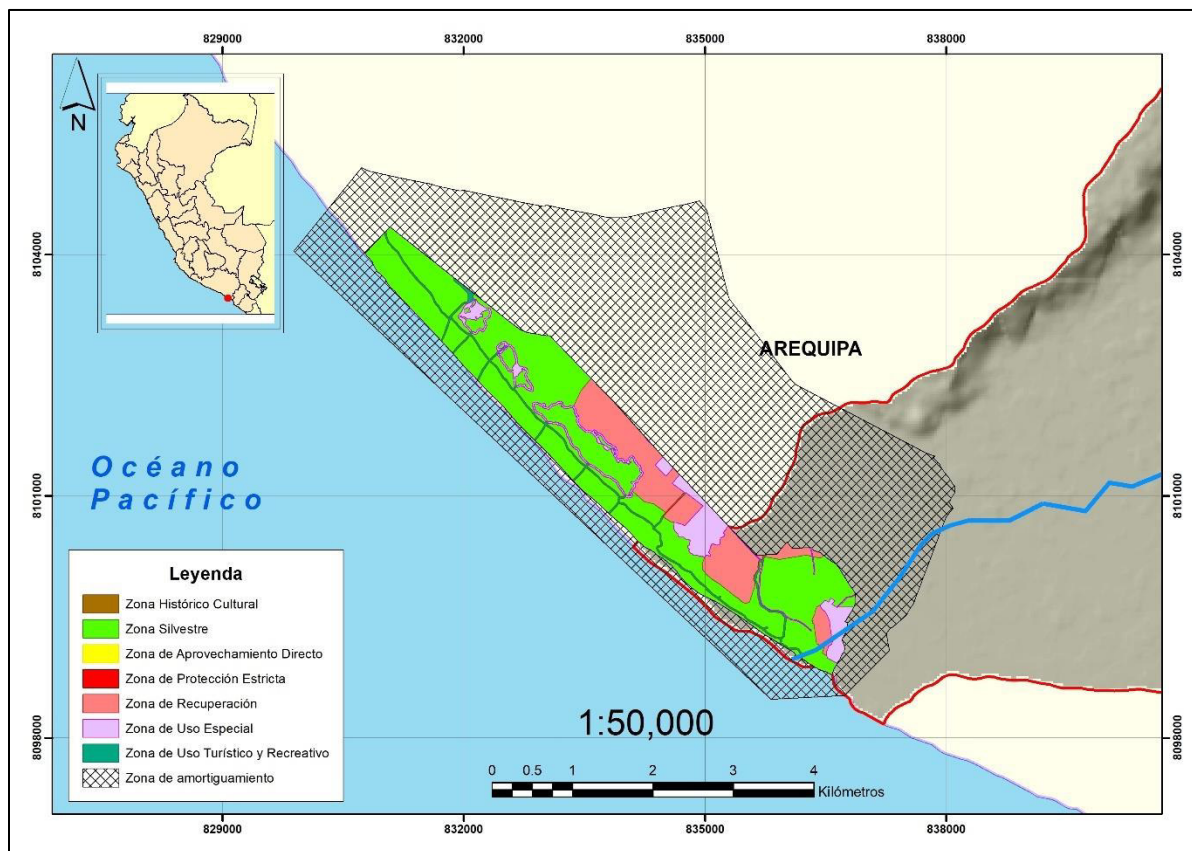 829000
832000
835000
838000
N
8104000
8104000
AREQUIPA
Océano
Pacífico
8101000
8101000
Leyenda
Zona Histórico Cultural
Zona Silvestre
Zona de Aprovechamiento Directo
Zona de Protección Estricta
Zona de Recuperación
Zona de Uso Especial
Zona de Uso Turístico y Recreativo
Zona de amortiguamiento
1:50,000
8098000
8098000
0 0.5 1 2 3 4
Kilómetros
829000
832000
835000
838000